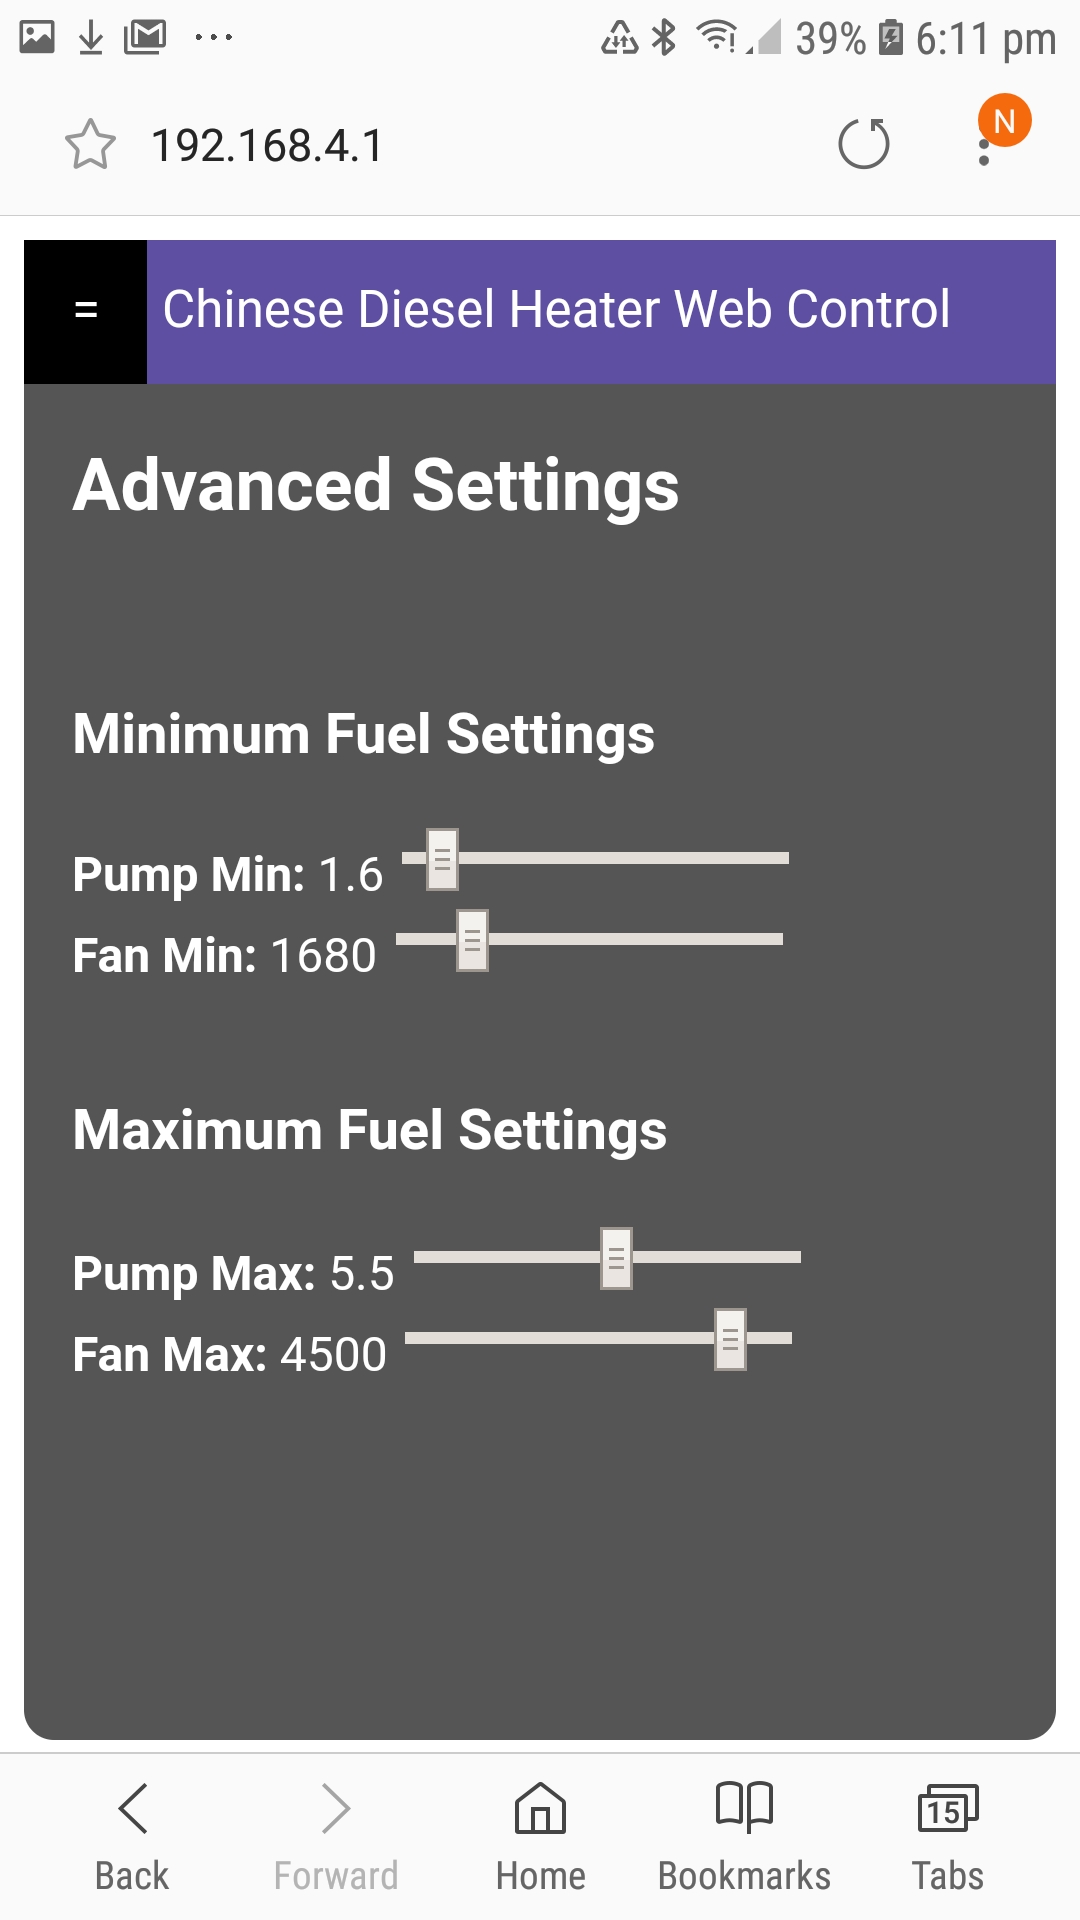 39% 6:11 pm
192.168.4.1
N
= Chinese Diesel Heater Web Control
Advanced Settings
Minimum Fuel Settings
Pump Min: 1.6
Fan Min: 1680
Maximum Fuel Settings
Pump Max: 5.5
Fan Max: 4500
15
Back Forward Home Bookmarks Tabs